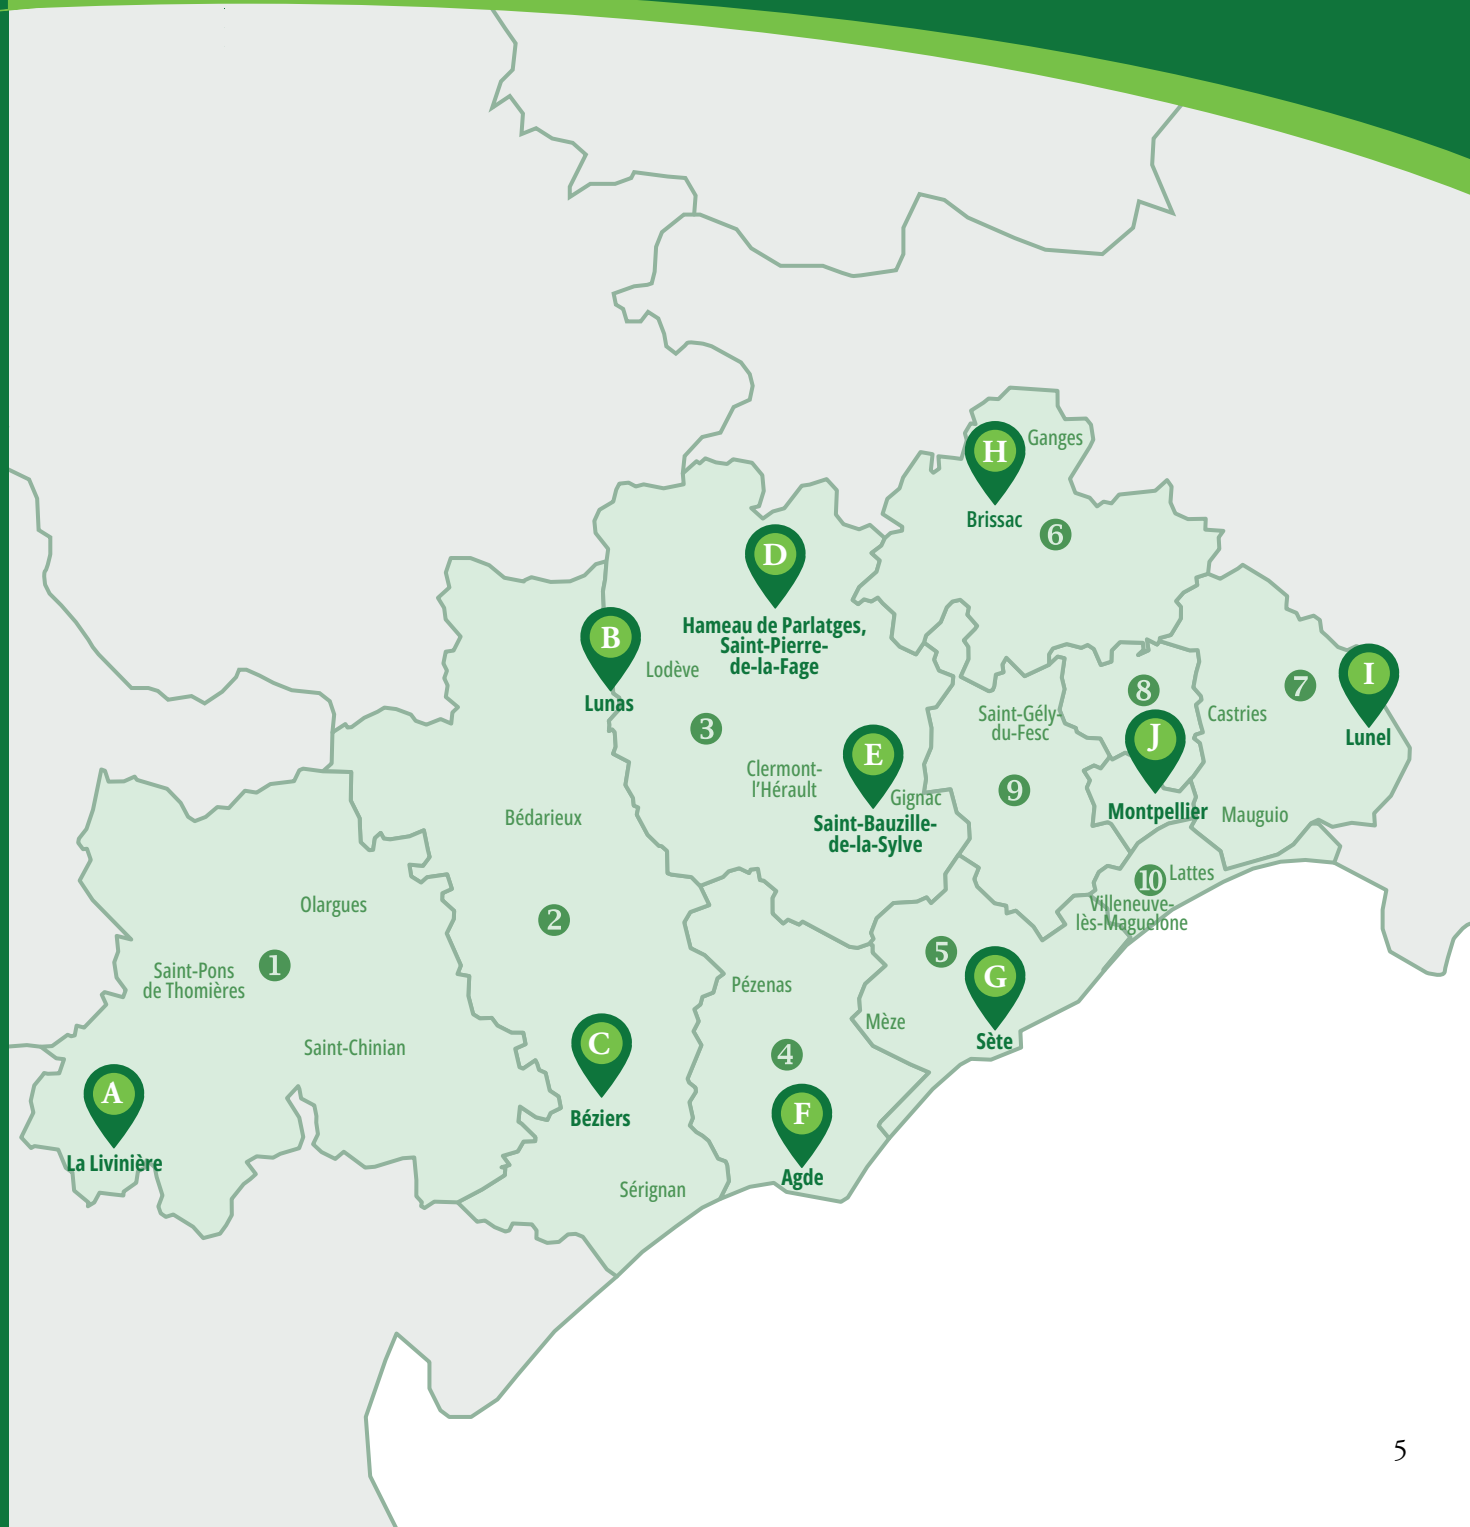 H
Ganges
Brissac
6
D
Hameau de Parlatges,
Saint-Pierre-
de-la-Fage
B
Lodève
Lunas
3
I
7
8
Castries
Lunel
Saint-Gély-
du-Fesc
J
E
Clermont-
l'Hérault
Gignac
9
Saint-Bauzille-
de-la-Sylve
Montpellier
Mauguio
Bédarieux
10
Lattes
Villeneuve-
lès-Maguelone
Olargues
2
1
Saint-Pons
de Thomières
5
G
Pézenas
Mèze
Sète
Saint-Chinian
C
4
A
F
Béziers
La Livinière
Agde
Sérignan
5